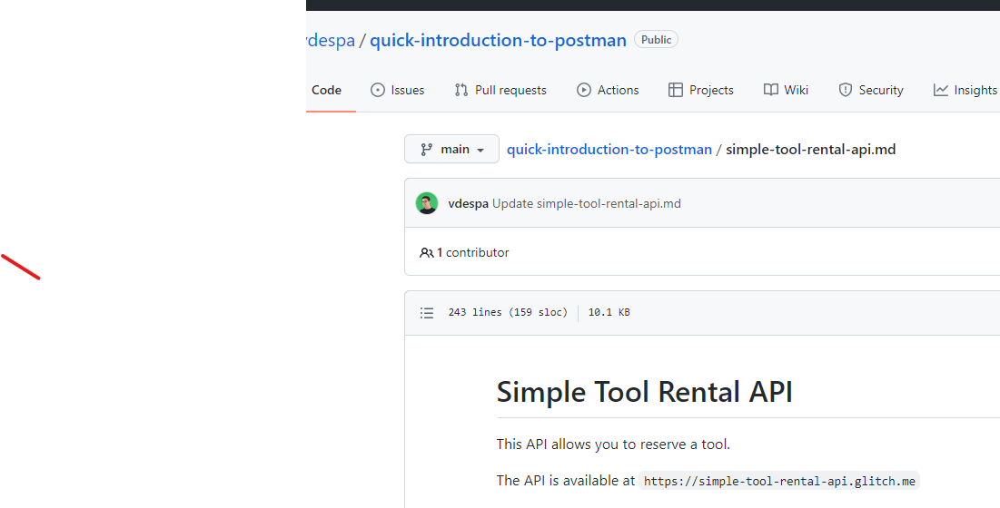 vdespa / quick-introduction-to-postman Public
Code Issues Pull requests Actions Projects Wiki Security Insights
main quick-introduction-to-postman / simple-tool-rental-api.md
vdespa Update simple-tool-rental-api.md
1 contributor
243 lines (159 sloc) 10.1 KB
Simple Tool Rental API
This API allows you to reserve a tool.
The API is available at https://simple-tool-rental-api.glitch.me